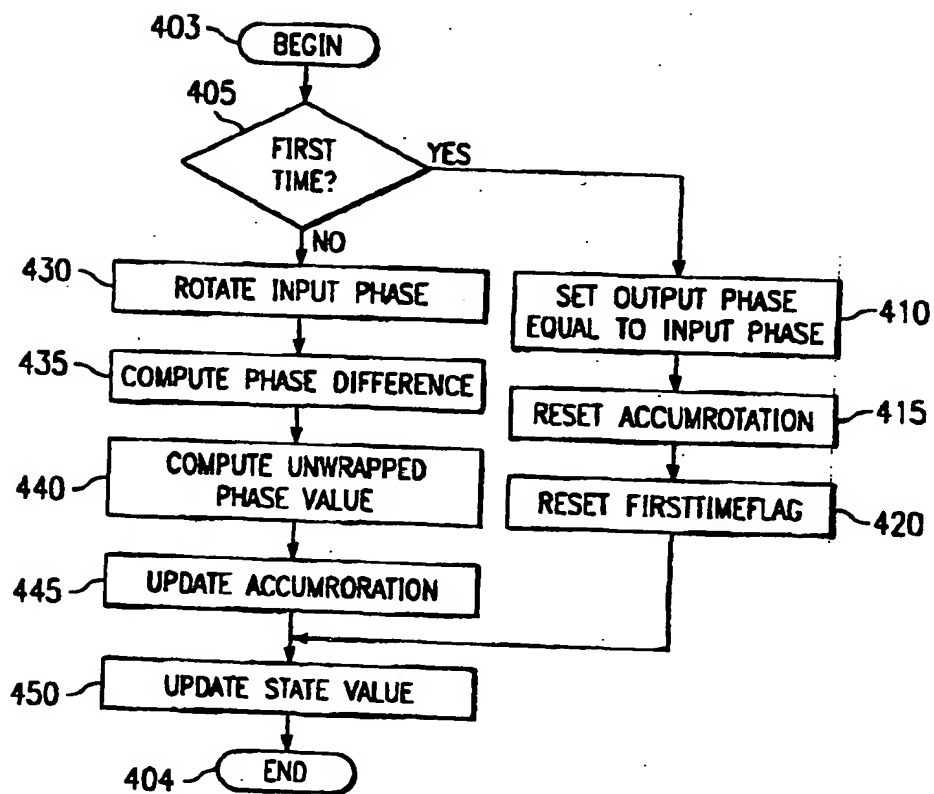 403
BEGIN
405
FIRST
TIME?
YES
NO
430
ROTATE INPUT PHASE
435
COMPUTE PHASE DIFFERENCE
440
COMPUTE UNWRAPPED
PHASE VALUE
445
UPDATE ACCUMRORATION
SET OUTPUT PHASE
EQUAL TO INPUT PHASE
410
RESET ACCUMROTATION
415
RESET FIRSTTIMEFLAG
420
450
UPDATE STATE VALUE
404
END